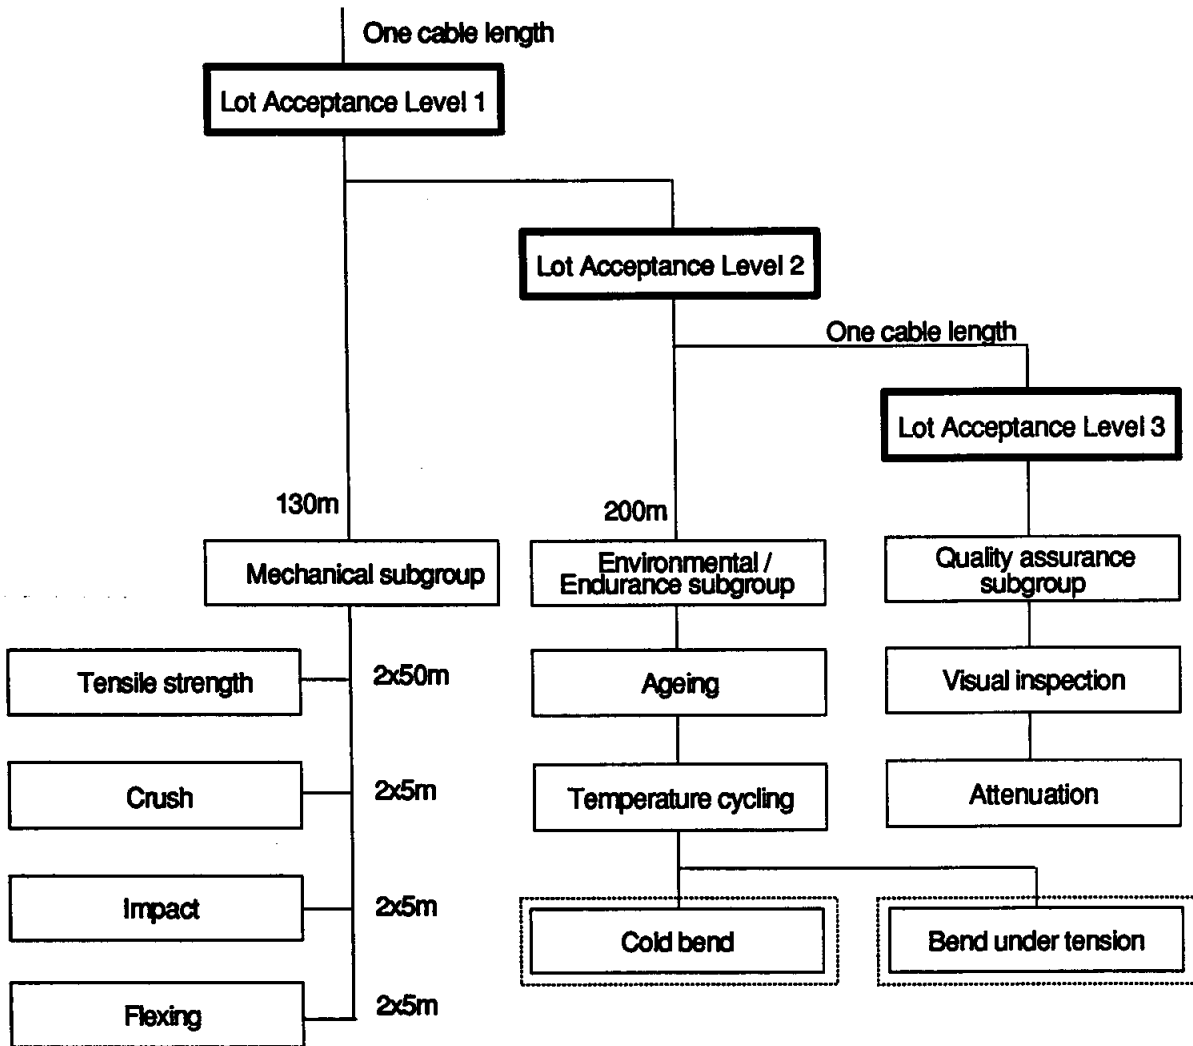 One cable length
Lot Acceptance Level 1
Lot Acceptance Level 2
One cable length
Lot Acceptance Level 3
130m
200m
Mechanical subgroup
Environmental /
Endurance subgroup
Quality assurance
subgroup
Tensile strength
2x50m
Ageing
Visual inspection
Crush
2x5m
Temperature cycling
Attenuation
Impact
2x5m
Cold bend
Bend under tension
Flexing
2x5m